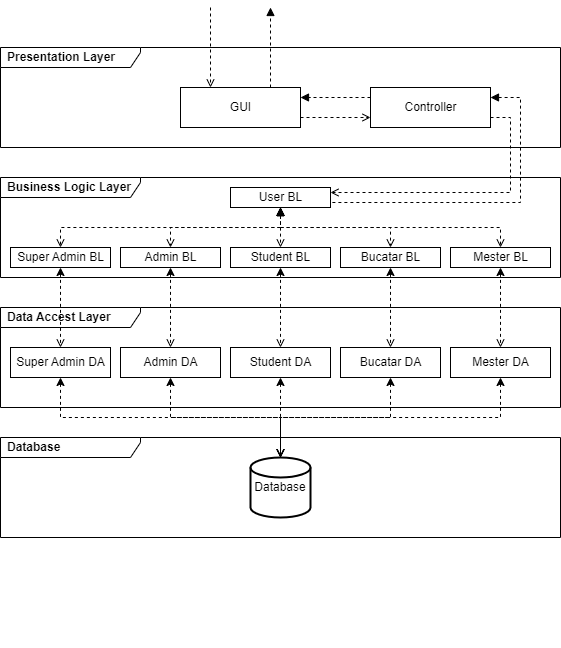 Presentation Layer
GUI
Controller
Business Logic Layer
User BL
Super Admin BL
Admin BL
Student BL
Bucatar BL
Mester BL
Data Accest Layer
Super Admin DA
Admin DA
Student DA
Bucatar DA
Mester DA
Database
Database